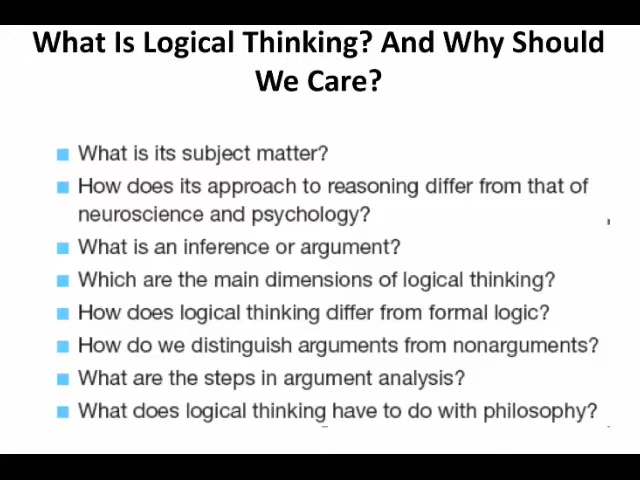 What Is Logical Thinking? And Why Should
We Care?
What is its subject matter?
How does its approach to reasoning differ from that of
neuroscience and psychology?
What is an inference or argument?
Which are the main dimensions of logical thinking?
How does logical thinking differ from formal logic?
How do we distinguish arguments from nonarguments?
What are the steps in argument analysis?
What does logical thinking have to do with philosophy?